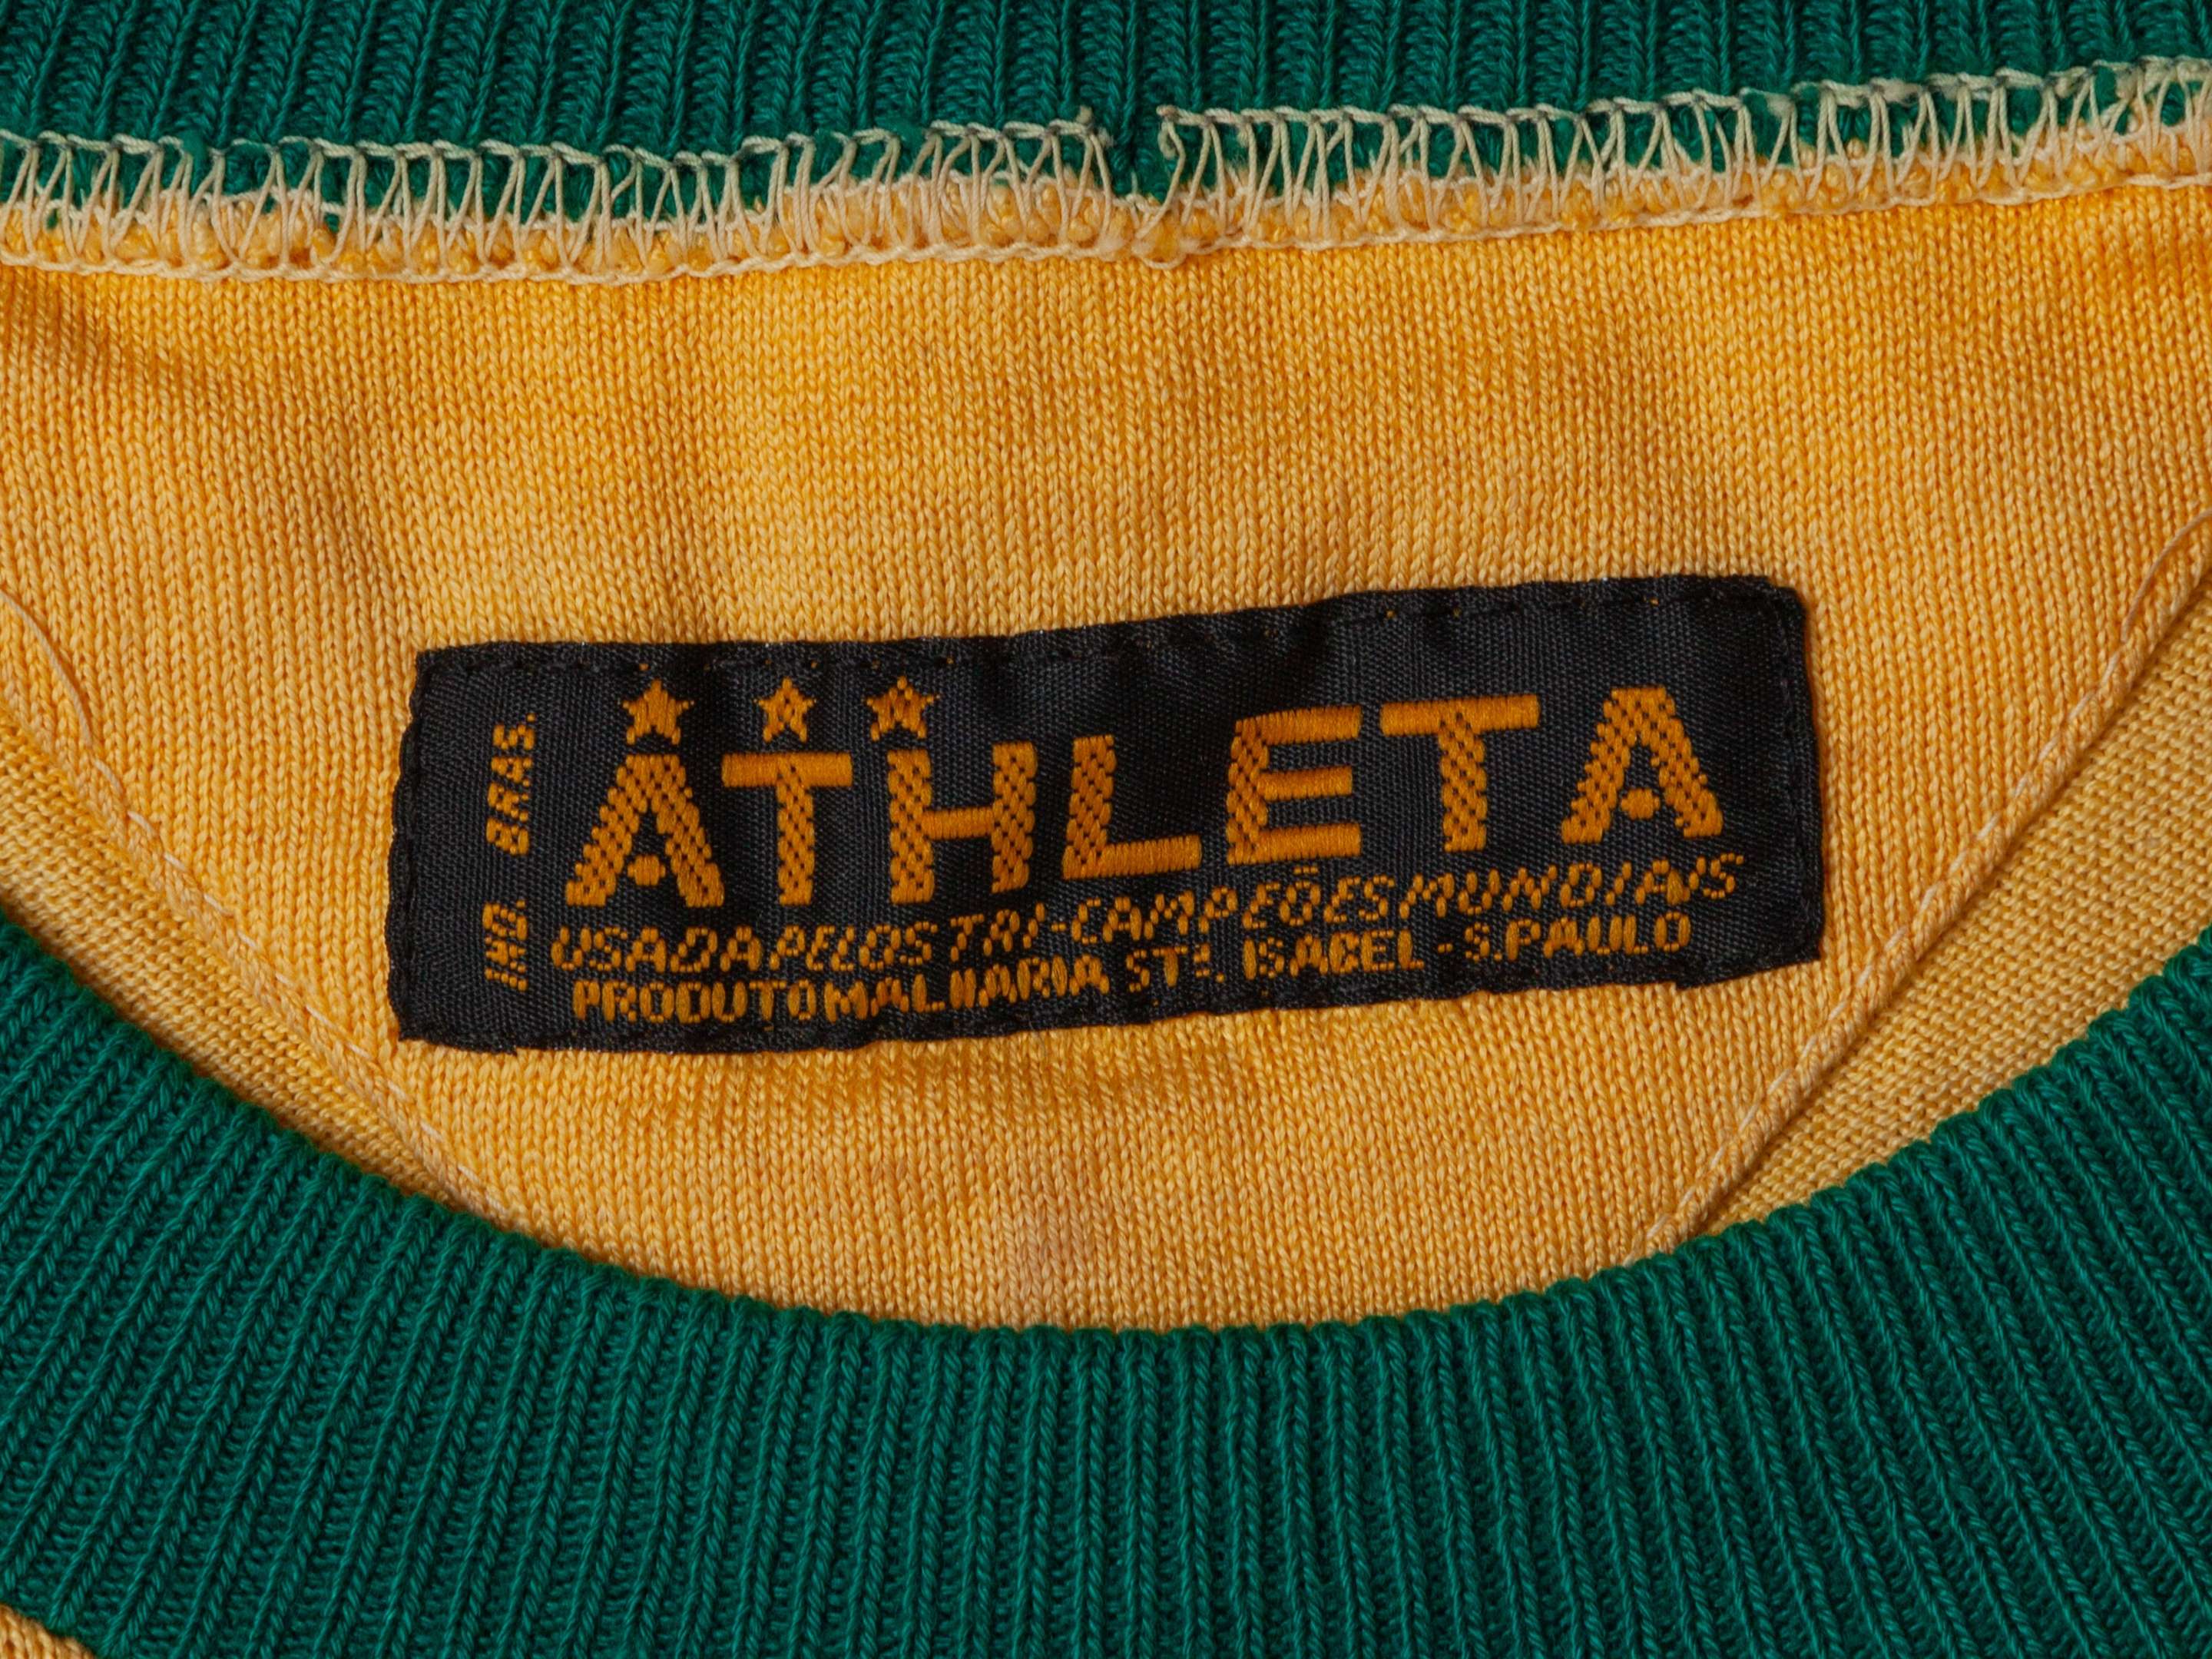 IND. BRAS.
ATHLETA
USADA PELOS TRI-CAMPEÕES MUNDIAIS
PRODUTO MALHARIA STA. ISABEL - S. PAULO